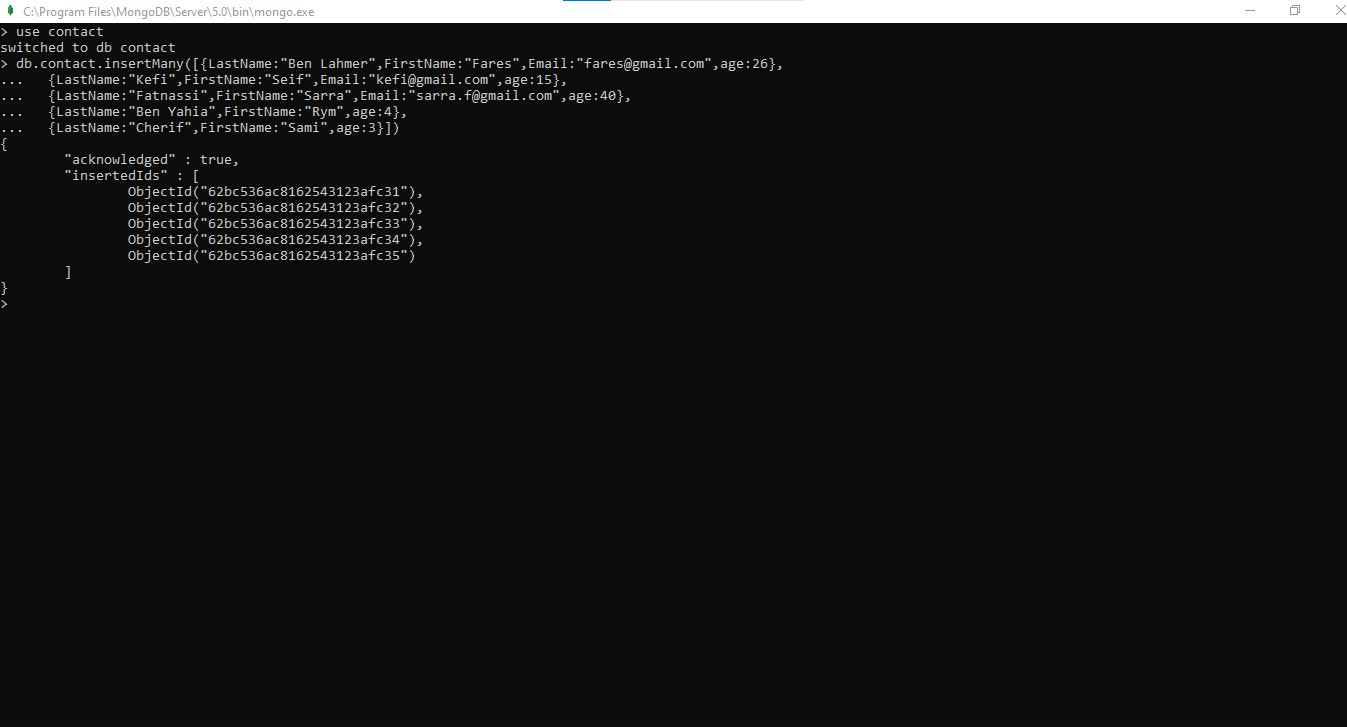 C:\Program Files\MongoDB\Server\5.0\bin\mongo.exe
> use contact
switched to db contact
> db.contact.insertMany([{LastName:"Ben Lahmer",FirstName:"Fares",Email:"fares@gmail.com",age:26},
...   {LastName:"Kefi",FirstName:"Seif",Email:"kefi@gmail.com",age:15},
...   {LastName:"Fatnassi",FirstName:"Sarra",Email:"sarra.f@gmail.com",age:40},
...   {LastName:"Ben Yahia",FirstName:"Rym",age:4},
...   {LastName:"Cherif",FirstName:"Sami",age:3}])
{
        "acknowledged" : true,
        "insertedIds" : [
                ObjectId("62bc536ac8162543123afc31"),
                ObjectId("62bc536ac8162543123afc32"),
                ObjectId("62bc536ac8162543123afc33"),
                ObjectId("62bc536ac8162543123afc34"),
                ObjectId("62bc536ac8162543123afc35")
        ]
}
>